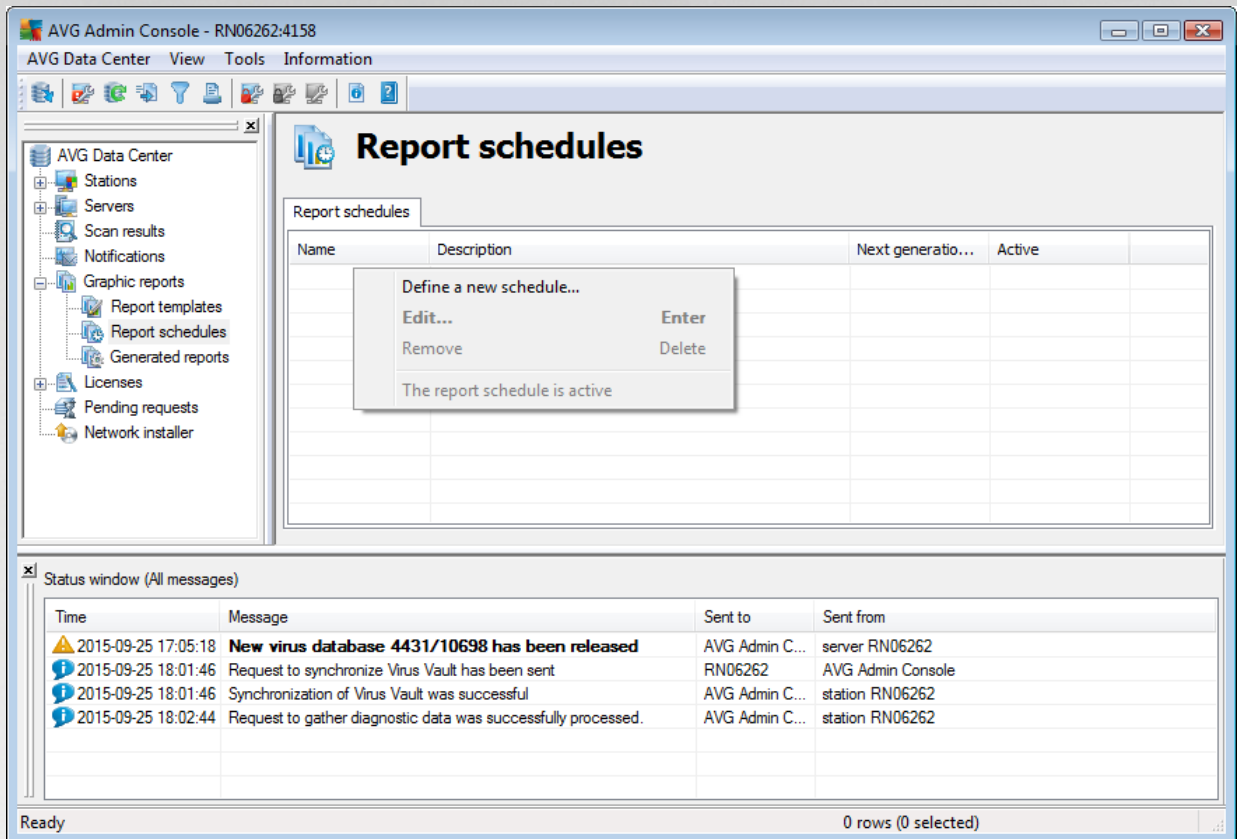 AVG Admin Console - RN06262:4158
AVG Data Center View Tools Information
AVG Data Center
Stations
Servers
Scan results
Notifications
Graphic reports
Report templates
Report schedules
Generated reports
Licenses
Pending requests
Network installer
Report schedules
Report schedules
Name Description Next generatio... Active
Define a new schedule...
Edit... Enter
Remove Delete
The report schedule is active
Status window (All messages)
Time Message Sent to Sent from
2015-09-25 17:05:18 New virus database 4431/10698 has been released AVG Admin C... server RN06262
2015-09-25 18:01:46 Request to synchronize Virus Vault has been sent RN06262 AVG Admin Console
2015-09-25 18:01:46 Synchronization of Virus Vault was successful AVG Admin C... station RN06262
2015-09-25 18:02:44 Request to gather diagnostic data was successfully processed. AVG Admin C... station RN06262
Ready 0 rows (0 selected)